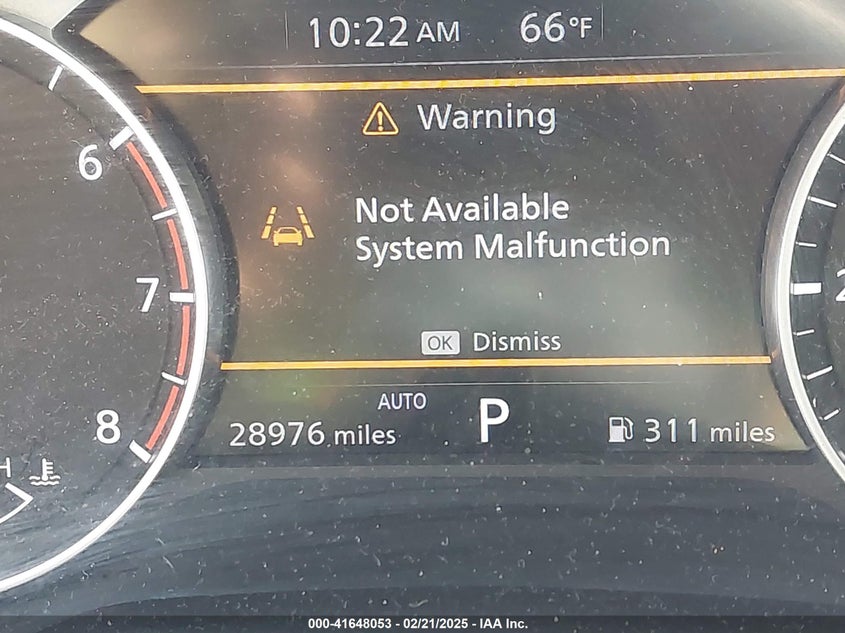 10:22 AM 66°F
Warning
6
Not Available
System Malfunction
7
OK Dismiss
AUTO
8 28976 miles P 311 miles
H
000-41648053 - 02/21/2025 - IAA Inc.